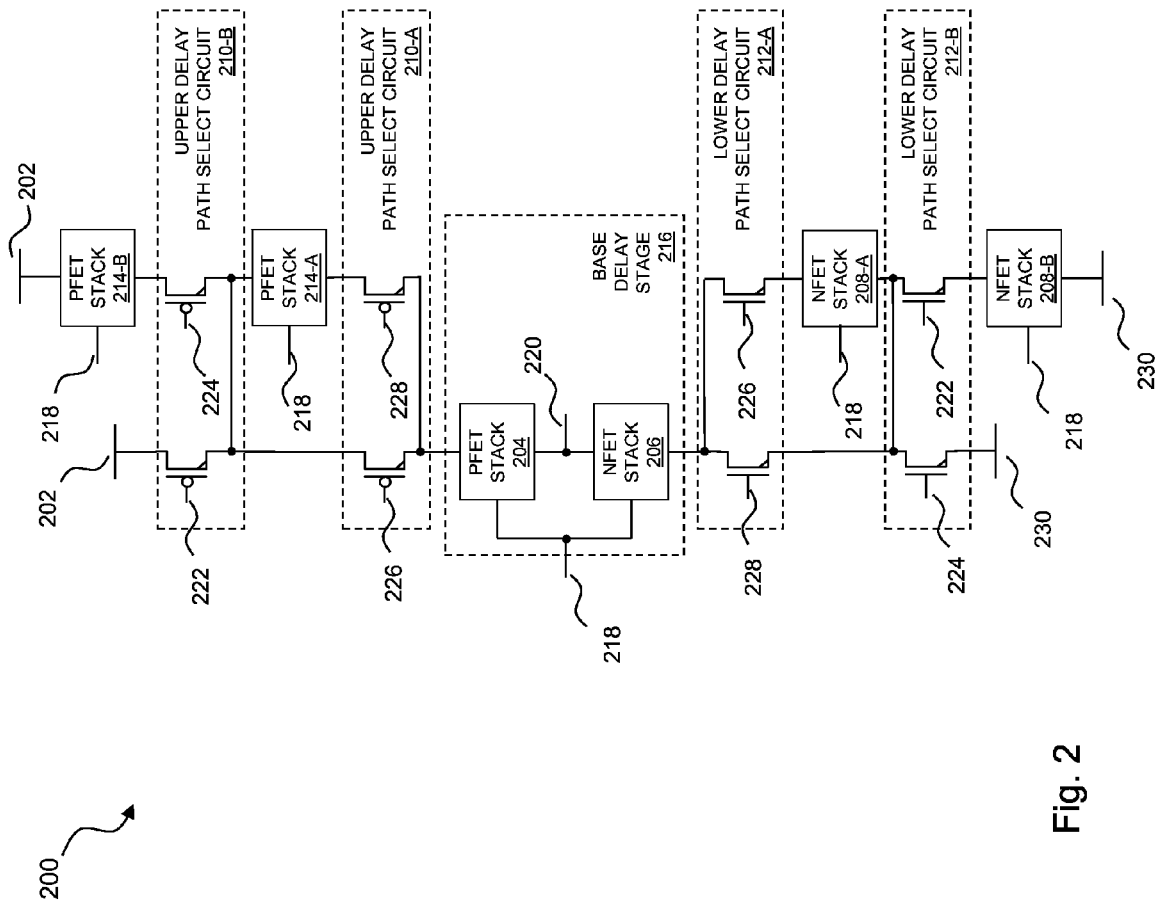 202
202
218
PFET
STACK
214-B
UPPER DELAY
PATH SELECT CIRCUIT
210-B
222
224
218
PFET
STACK
214-A
UPPER DELAY
PATH SELECT CIRCUIT
210-A
226
228
218
PFET
STACK
204
220
NFET
STACK
206
BASE
DELAY
STAGE 216
LOWER DELAY
PATH SELECT CIRCUIT
212-A
228
226
218
NFET
STACK
208-A
LOWER DELAY
PATH SELECT CIRCUIT
212-B
224
222
218
NFET
STACK
208-B
230
230
200
Fig. 2